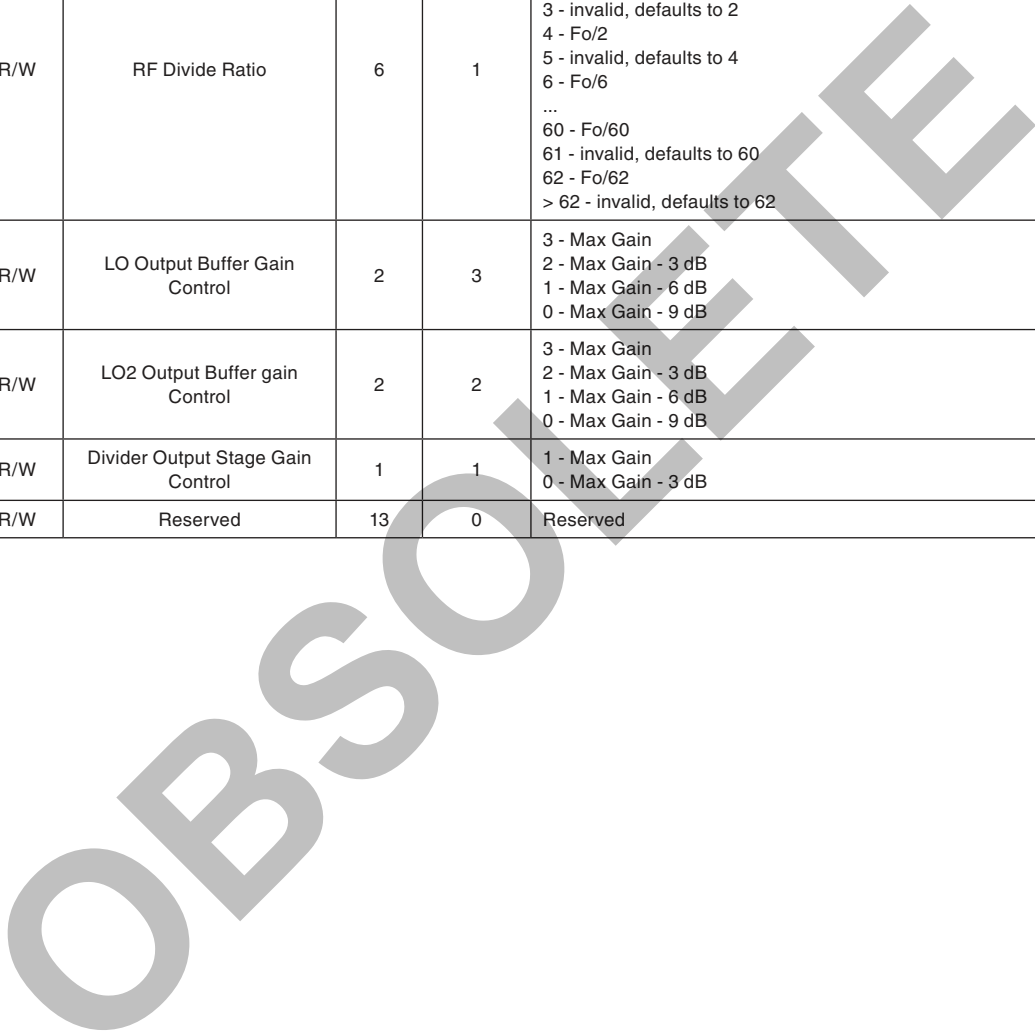 3 - invalid, defaults to 2
4 - Fo/2
5 - invalid, defaults to 4
R/W RF Divide Ratio 6 1 6 - Fo/6
...
60 - Fo/60
61 - invalid, defaults to 60
62 - Fo/62
> 62 - invalid, defaults to 62
3 - Max Gain
LO Output Buffer Gain 2 - Max Gain - 3 dB
R/W Control 2 3 1 - Max Gain - 6 dB
0 - Max Gain - 9 dB
3 - Max Gain
LO2 Output Buffer gain 2 - Max Gain - 3 dB
R/W Control 2 2 1 - Max Gain - 6 dB
0 - Max Gain - 9 dB
Divider Output Stage Gain 1 - Max Gain
R/W Control 1 1 0 - Max Gain - 3 dB
R/W Reserved 13 0 Reserved
OBSOLETE